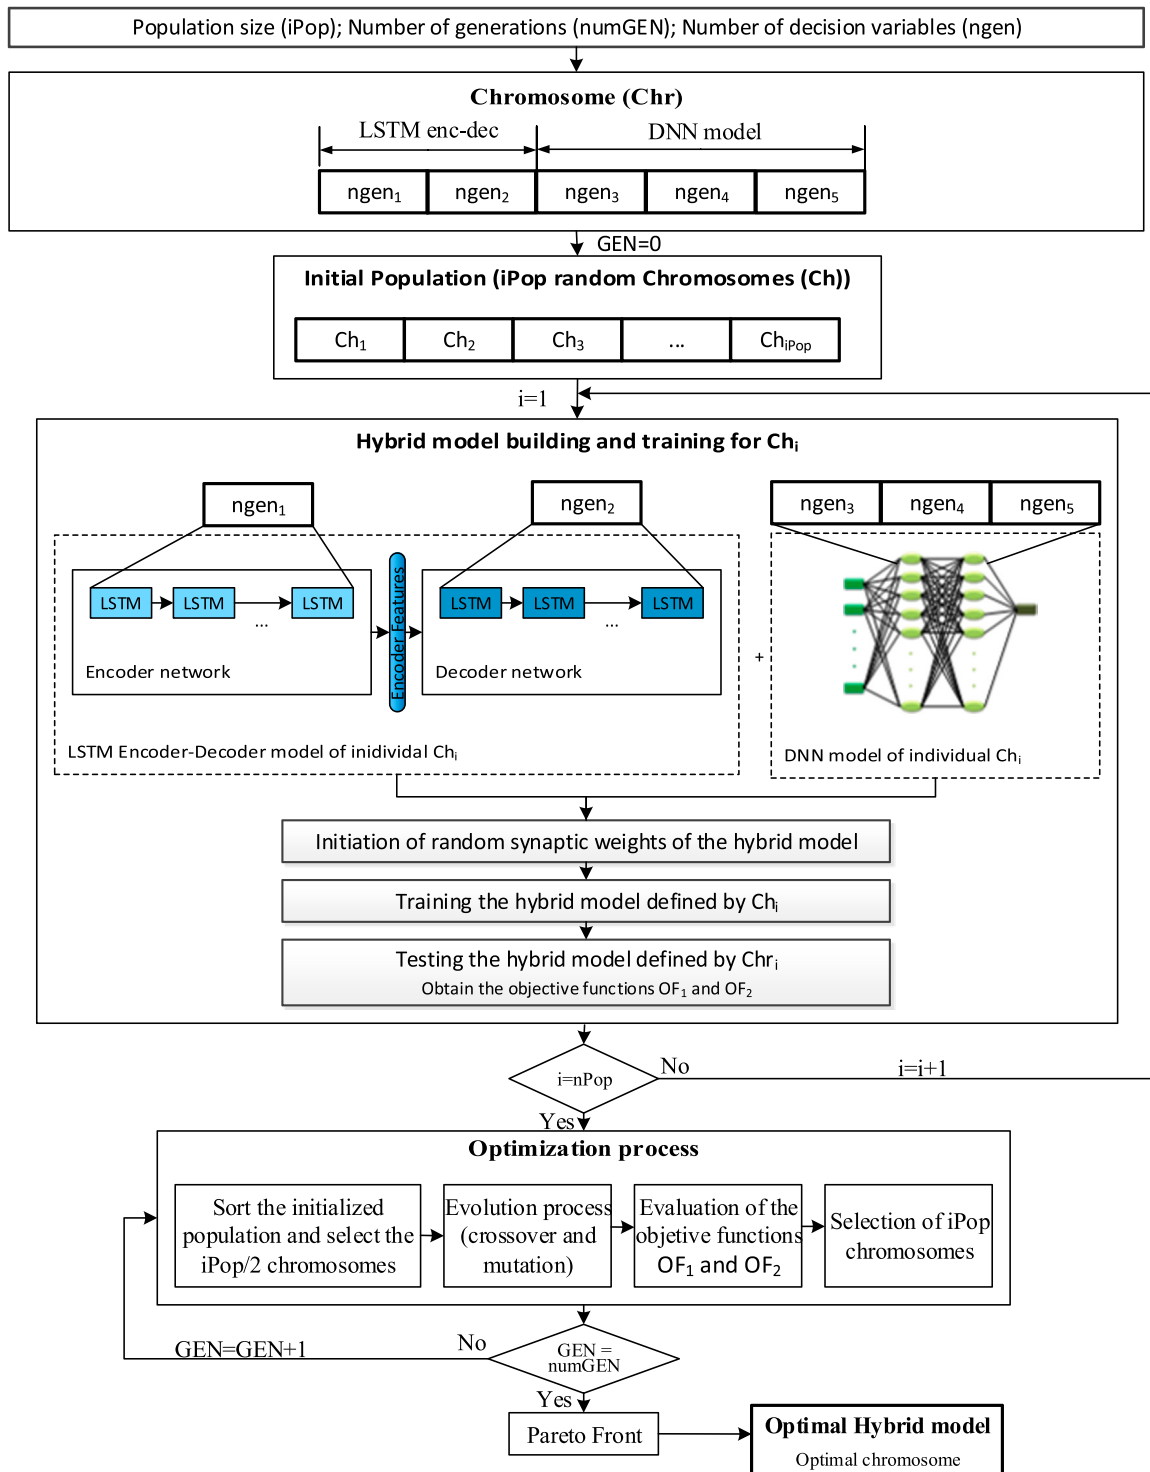 Population size (iPop); Number of generations (numGEN); Number of decision variables (ngen)
Chromosome (Chr)
LSTM enc-dec
DNN model
ngen1
ngen2
ngen3
ngen4
ngen5
GEN=0
Initial Population (iPop random Chromosomes (Ch))
Ch1
Ch2
Ch3
...
ChiPop
i=1
Hybrid model building and training for Chi
ngen1
ngen2
ngen3
ngen4
ngen5
LSTM
LSTM
LSTM
...
Encoder network
Encoder Features
LSTM
LSTM
LSTM
...
Decoder network
+
LSTM Encoder-Decoder model of inidividal Chi
DNN model of individual Chi
Initiation of random synaptic weights of the hybrid model
Training the hybrid model defined by Chi
Testing the hybrid model defined by Chri
Obtain the objective functions OF1 and OF2
i=nPop
No
i=i+1
Yes
Optimization process
Sort the initialized
population and select the
iPop/2 chromosomes
Evolution process
(crossover and
mutation)
Evaluation of the
objetive functions
OF1 and OF2
Selection of iPop
chromosomes
GEN=GEN+1
No
GEN =
numGEN
Yes
Pareto Front
Optimal Hybrid model
Optimal chromosome